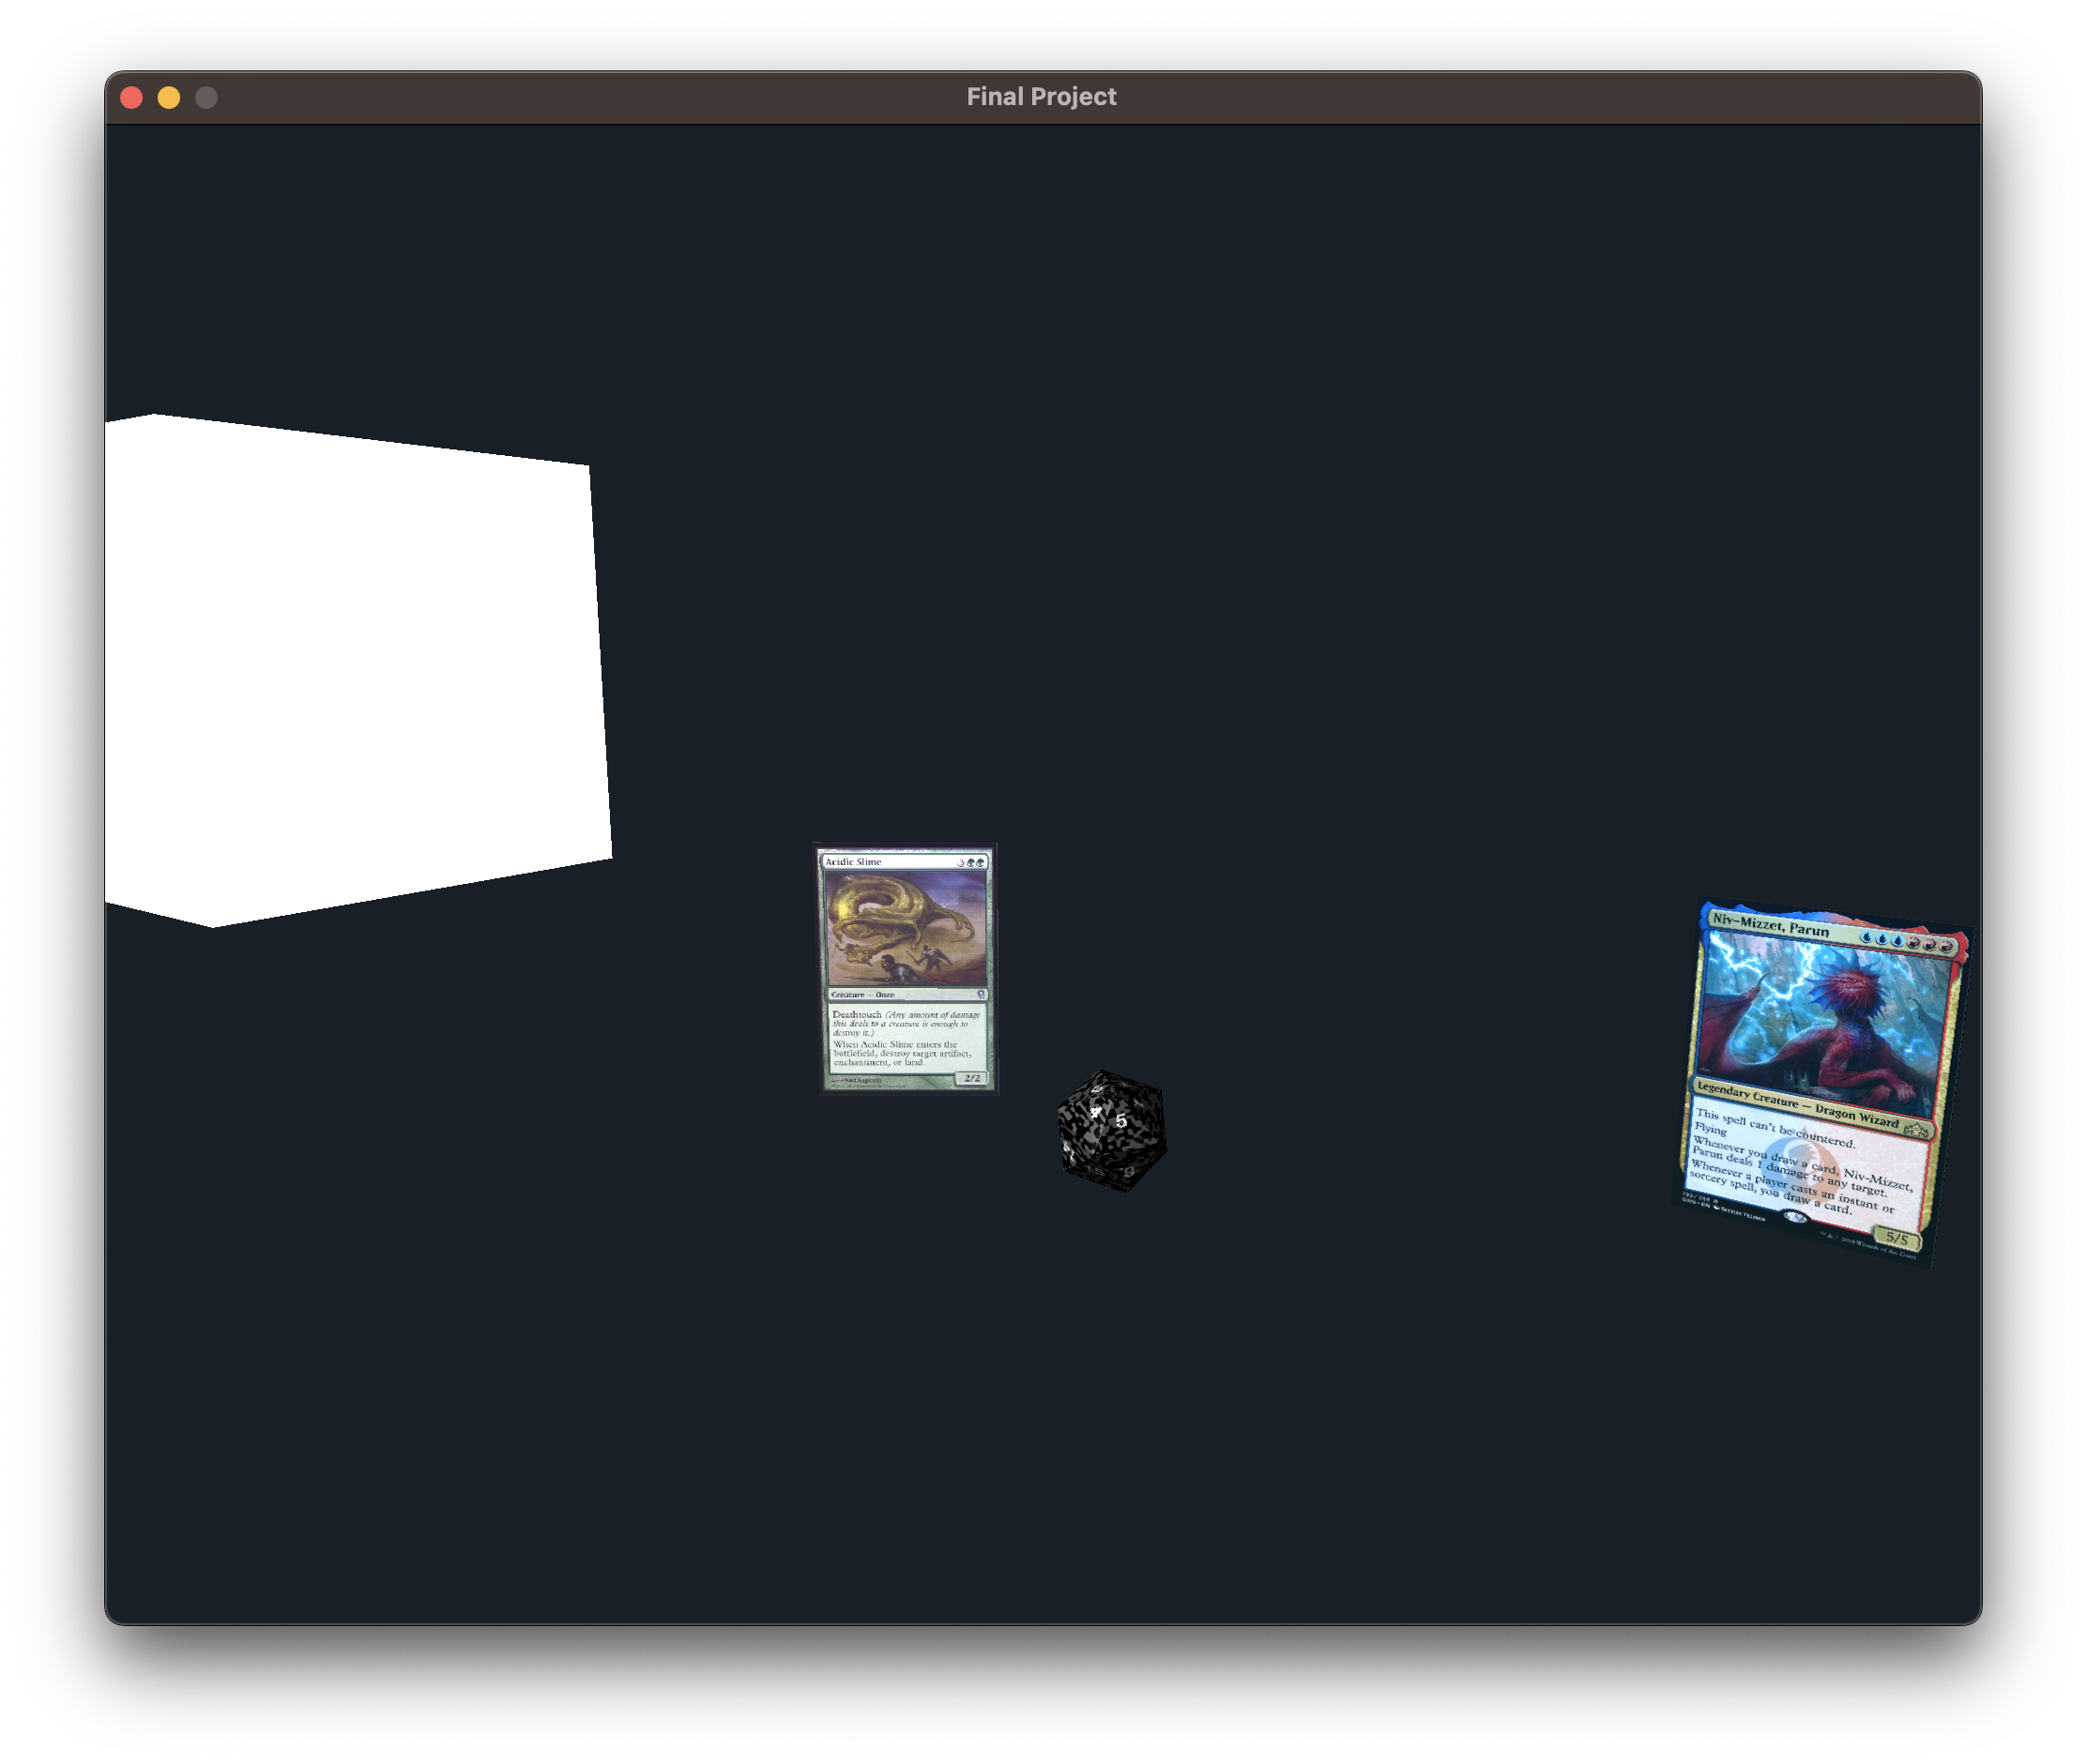 Final Project
Acidic Slime 3
Creature — Ooze
Deathtouch (Any amount of damage
this deals to a creature is enough to
destroy it.)
When Acidic Slime enters the
battlefield, destroy target artifact,
enchantment, or land.
2/2
5
9
Niv-Mizzet, Parun
Legendary Creature — Dragon Wizard
This spell can't be countered.
Flying
Whenever you draw a card, Niv-Mizzet,
Parun deals 1 damage to any target.
Whenever a player casts an instant or
sorcery spell, you draw a card.
5/5